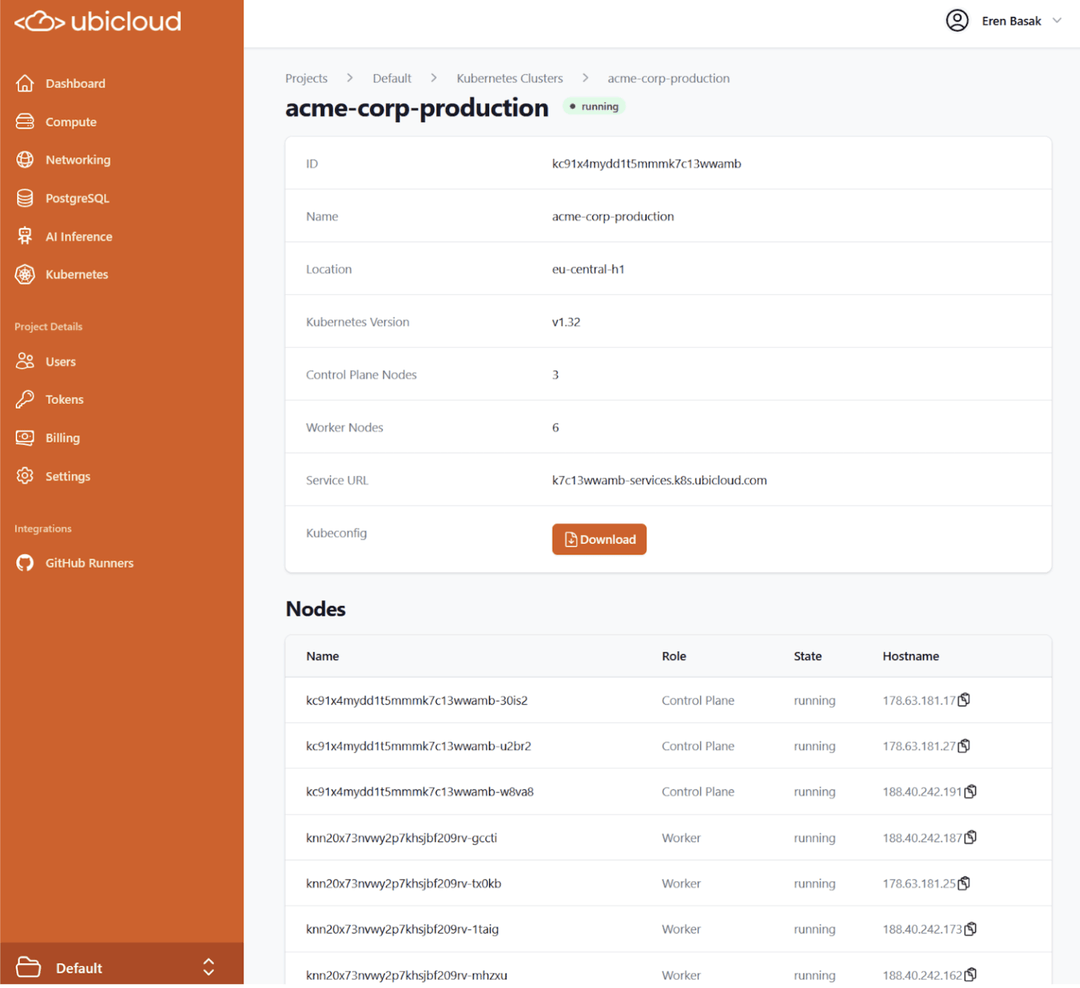 ubicloud
Eren Basak
Dashboard
Compute
Networking
PostgreSQL
AI Inference
Kubernetes
Project Details
Users
Tokens
Billing
Settings
Integrations
GitHub Runners
Default
Projects > Default > Kubernetes Clusters > acme-corp-production
acme-corp-production running
ID kc91x4mydd1t5mmmk7c13wwamb
Name acme-corp-production
Location eu-central-h1
Kubernetes Version v1.32
Control Plane Nodes 3
Worker Nodes 6
Service URL k7c13wwamb-services.k8s.ubicloud.com
Kubeconfig Download
Nodes
Name Role State Hostname
kc91x4mydd1t5mmmk7c13wwamb-30is2 Control Plane running 178.63.181.17
kc91x4mydd1t5mmmk7c13wwamb-u2br2 Control Plane running 178.63.181.27
kc91x4mydd1t5mmmk7c13wwamb-w8va8 Control Plane running 188.40.242.191
knn20x73nvwy2p7khsjbf209rv-gccti Worker running 188.40.242.187
knn20x73nvwy2p7khsjbf209rv-tx0kb Worker running 178.63.181.25
knn20x73nvwy2p7khsjbf209rv-1taig Worker running 188.40.242.173
knn20x73nvwy2p7khsjbf209rv-mhzxu Worker running 188.40.242.162